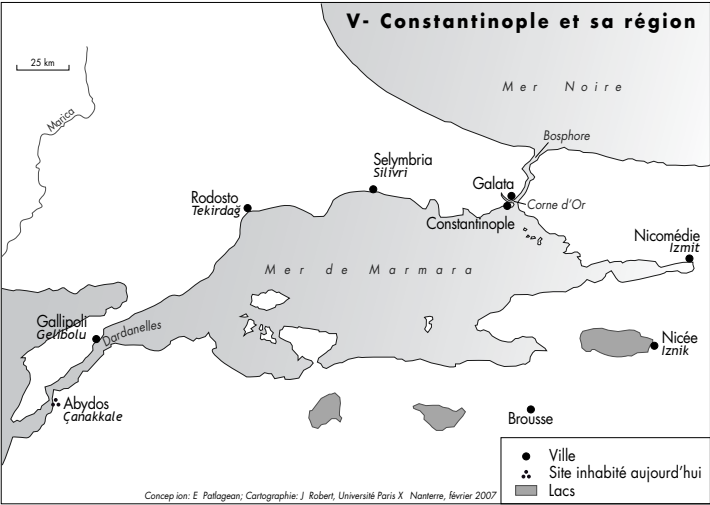 V- Constantinople et sa région
25 km
Mer Noire
Marica
Bosphore
Selymbria
Silivri
Galata
Rodosto
Tekirdağ
Corne d'Or
Constantinople
Nicomédie
Izmit
Mer de Marmara
Gallipoli
Gelibolu
Dardanelles
Nicée
Iznik
Abydos
Çanakkale
Brousse
Ville
Site inhabité aujourd'hui
Lacs
Concep ion: E Patlagean; Cartographie: J Robert, Université Paris X Nanterre, février 2007